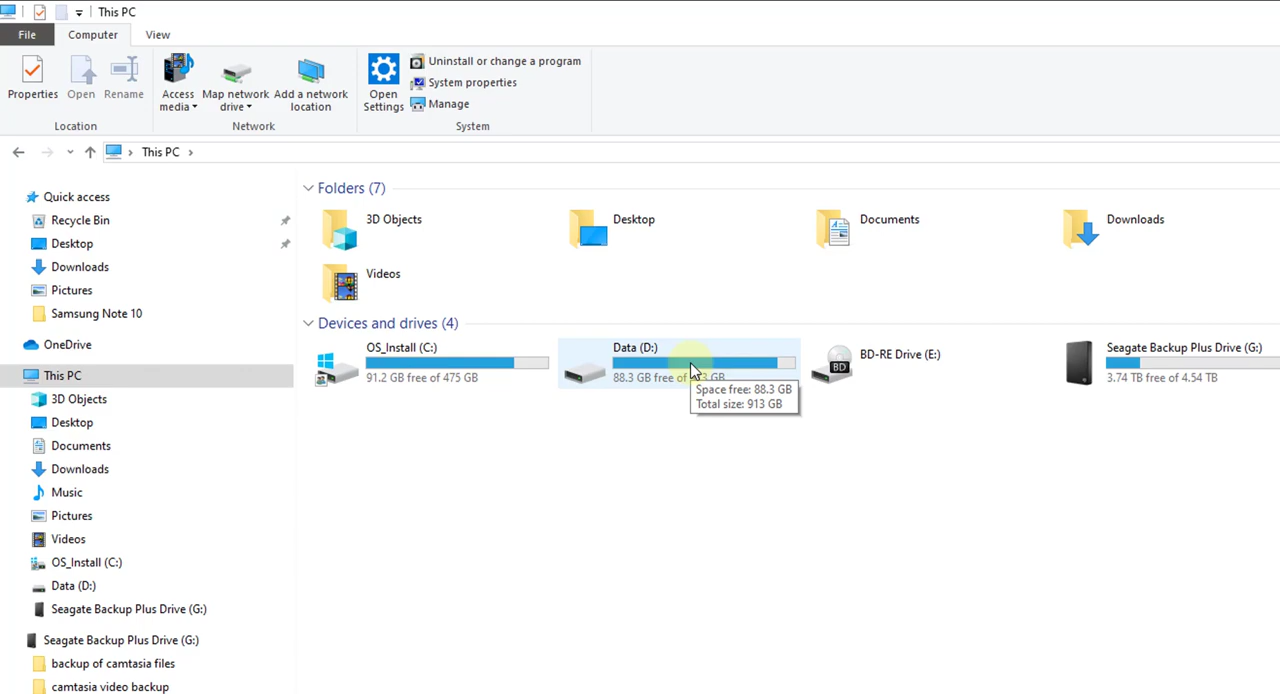 This PC
File
Computer
View
Properties
Open
Rename
Access
media
Map network
drive
Add a network
location
Open
Settings
Uninstall or change a program
System properties
Manage
Location
Network
System
This PC
Quick access
Recycle Bin
Desktop
Downloads
Pictures
Samsung Note 10
OneDrive
This PC
3D Objects
Desktop
Documents
Downloads
Music
Pictures
Videos
OS_Install (C:)
Data (D:)
Seagate Backup Plus Drive (G:)
Seagate Backup Plus Drive (G:)
backup of camtasia files
camtasia video backup
Folders (7)
3D Objects
Desktop
Documents
Downloads
Videos
Devices and drives (4)
OS_Install (C:)
91.2 GB free of 475 GB
Data (D:)
88.3 GB free of
Space free: 88.3 GB
Total size: 913 GB
BD
BD-RE Drive (E:)
Seagate Backup Plus Drive (G:)
3.74 TB free of 4.54 TB